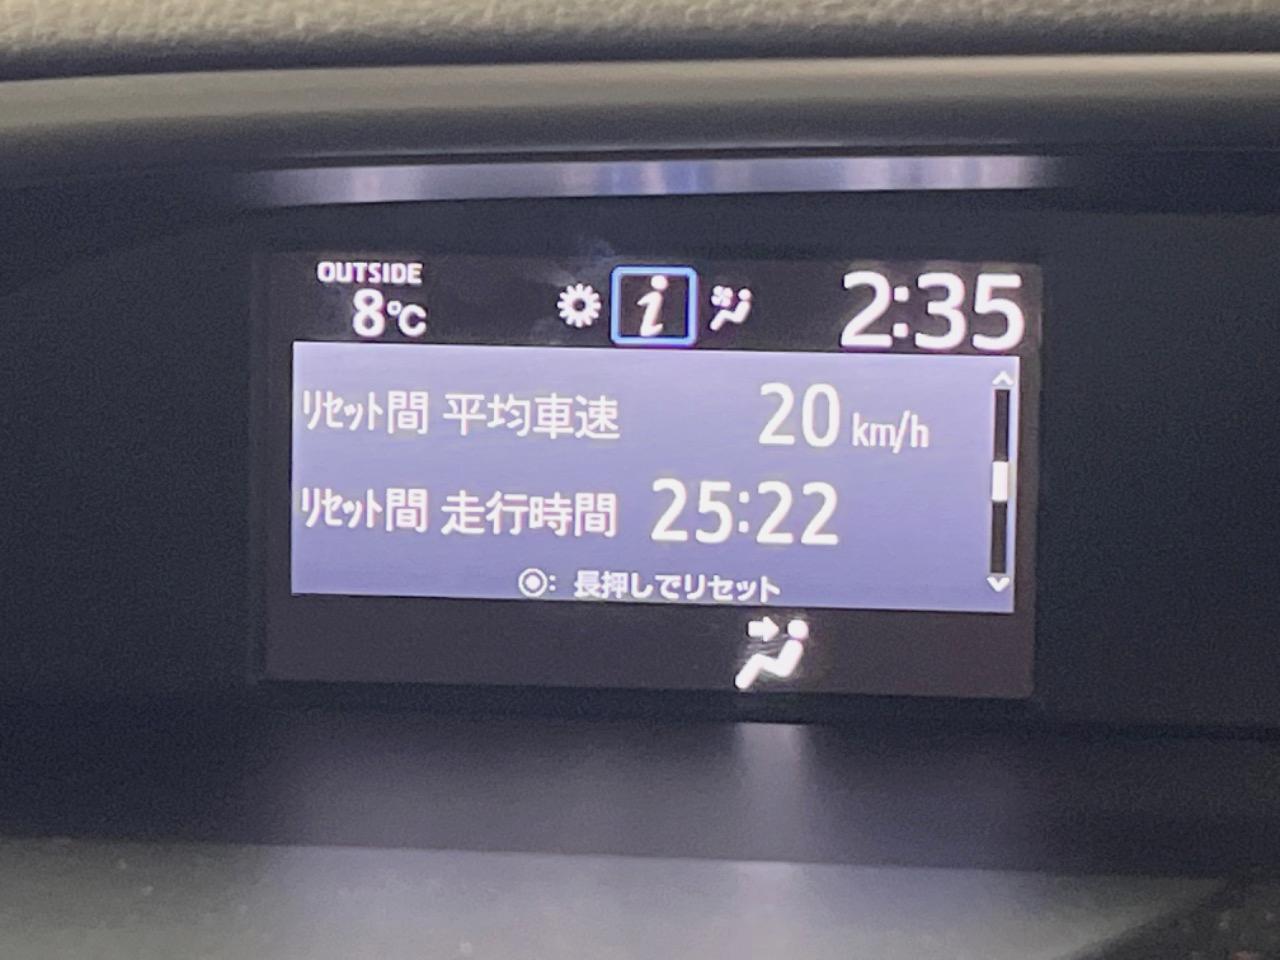 OUTSIDE
8℃
i
2:35
リセット間 平均車速 20 km/h
リセット間 走行時間 25:22
◉: 長押しでリセット